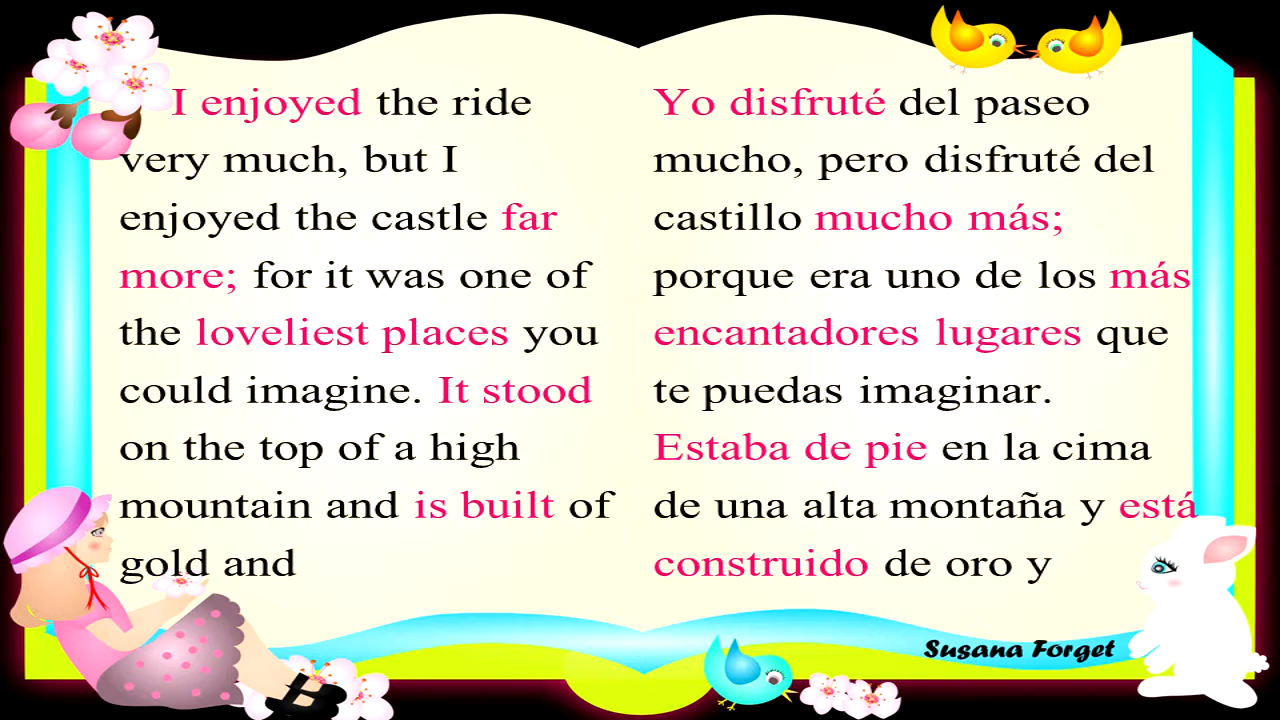 I enjoyed the ride
very much, but I
enjoyed the castle far
more; for it was one of
the loveliest places you
could imagine. It stood
on the top of a high
mountain and is built of
gold and
Yo disfruté del paseo
mucho, pero disfruté del
castillo mucho más;
porque era uno de los más
encantadores lugares que
te puedas imaginar.
Estaba de pie en la cima
de una alta montaña y está
construido de oro y
Susana Forget